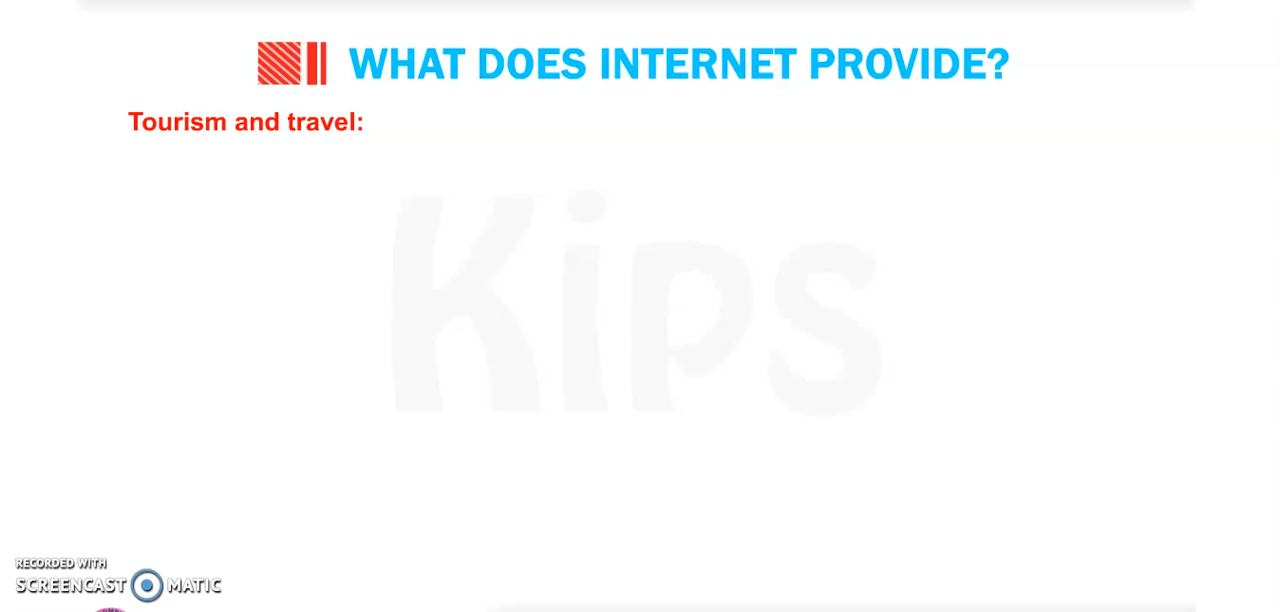 WHAT DOES INTERNET PROVIDE?
Tourism and travel:
Kips
RECORDED WITH
SCREENCAST MATIC